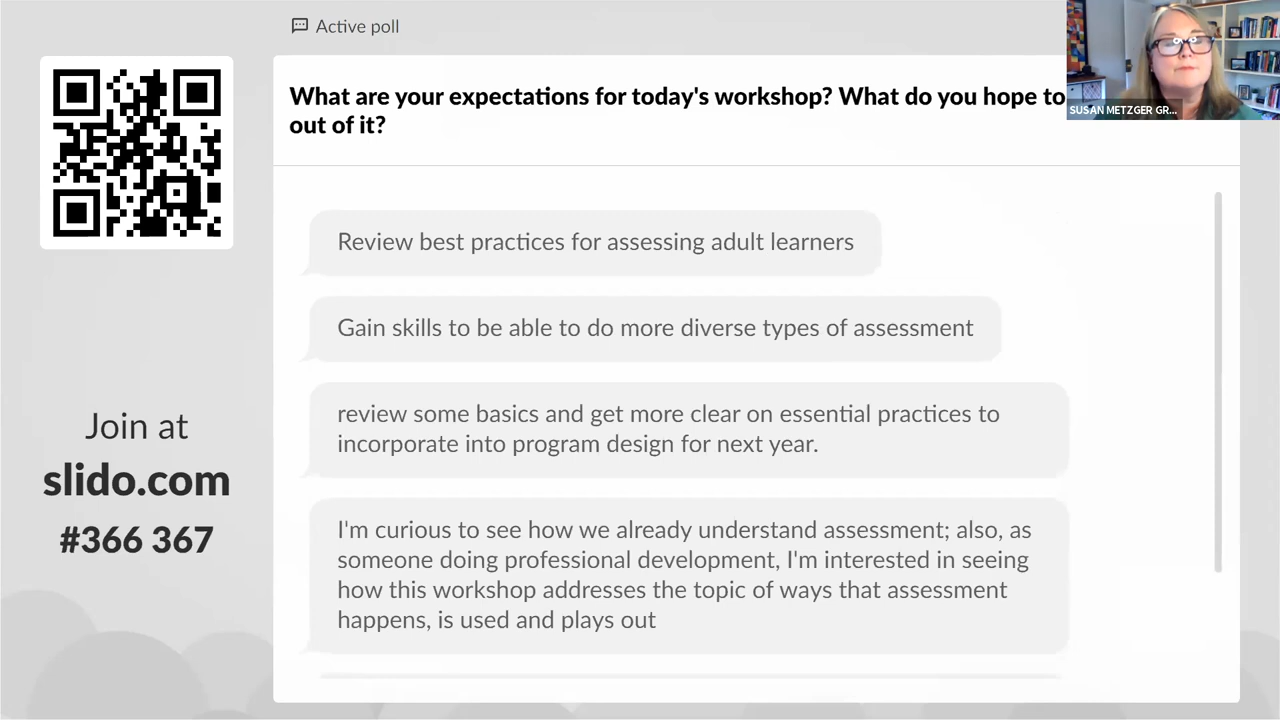 Active poll
What are your expectations for today's workshop? What do you hope to
out of it?
SUSAN METZGER GR...
Review best practices for assessing adult learners
Gain skills to be able to do more diverse types of assessment
review some basics and get more clear on essential practices to
incorporate into program design for next year.
I'm curious to see how we already understand assessment; also, as
someone doing professional development, I'm interested in seeing
how this workshop addresses the topic of ways that assessment
happens, is used and plays out
Join at
slido.com
#366 367